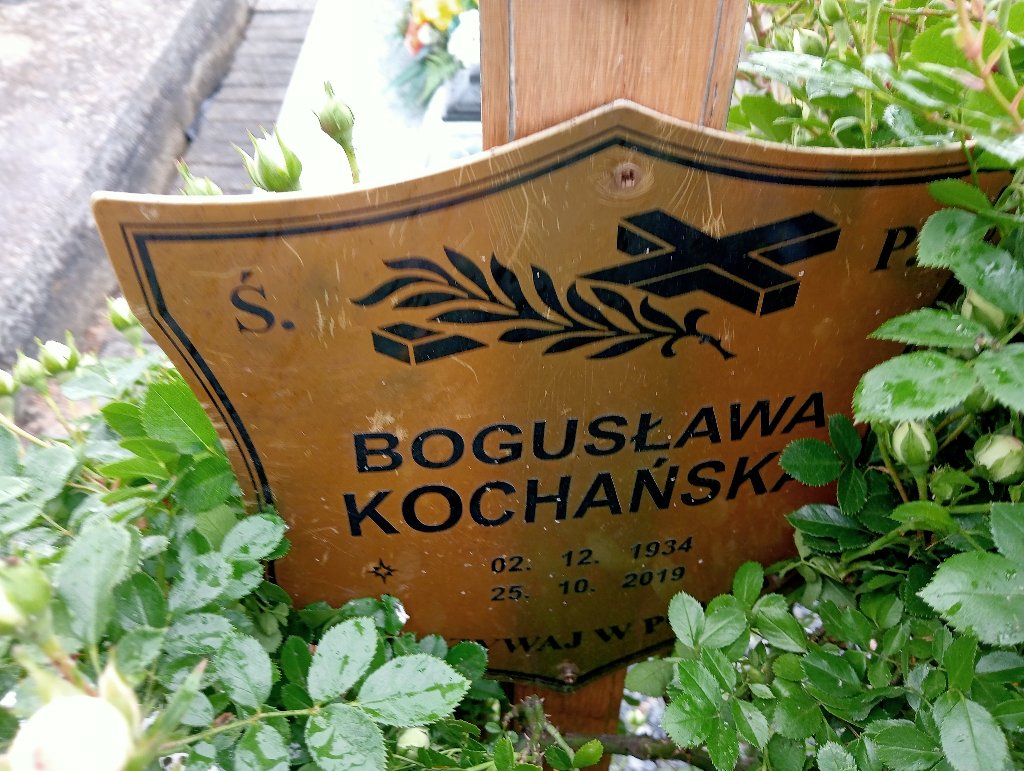 Ś. P.
BOGUSŁAWA
KOCHAŃSKA
02. 12. 1934
25. 10. 2019
W